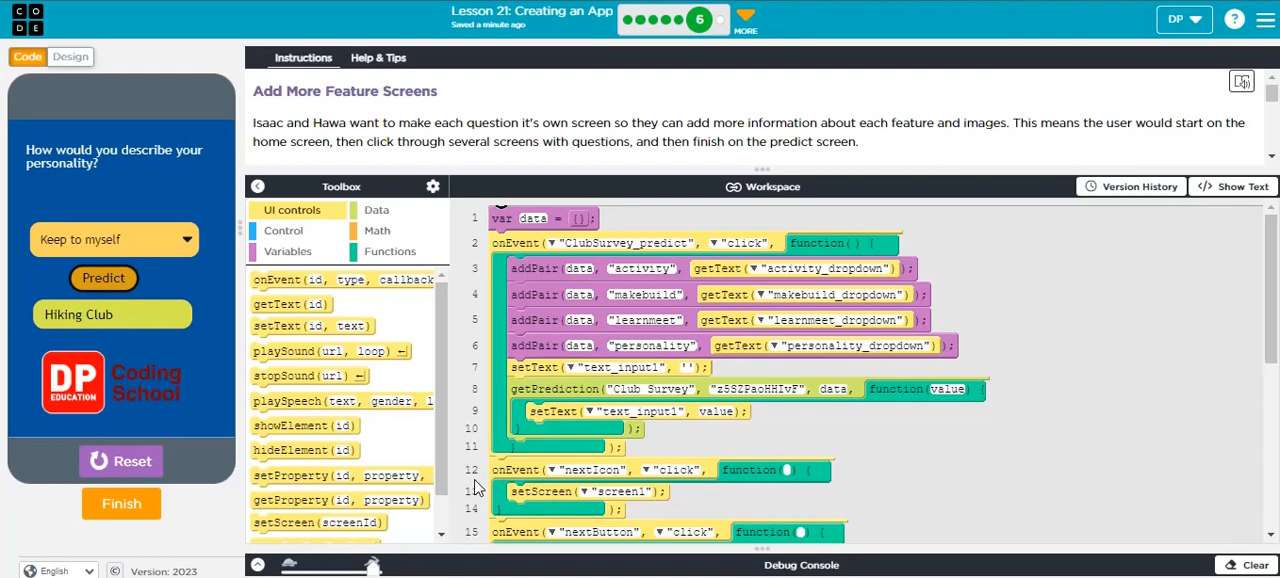 CODE
Lesson 21: Creating an App
Saved a minute ago
6
MORE
DP
?
Code
Design
Instructions
Help & Tips
Add More Feature Screens
Isaac and Hawa want to make each question it's own screen so they can add more information about each feature and images. This means the user would start on the
home screen, then click through several screens with questions, and then finish on the predict screen.
How would you describe your
personality?
Keep to myself
Predict
Hiking Club
DP
EDUCATION
Coding
School
Reset
Finish
English
©
Version: 2023
Toolbox
Workspace
Version History
Show Text
UI controls
Data
Control
Math
Variables
Functions
onEvent(id, type, callback
getText(id)
setText(id, text)
playSound(url, loop)
stopSound(url)
playSpeech(text, gender, l
showElement(id)
hideElement(id)
setProperty(id, property,
getProperty(id, property)
setScreen(screenId)
1 var data = {};
2 onEvent("ClubSurvey_predict", "click", function() {
3 addPair(data, "activity", getText("activity_dropdown"));
4 addPair(data, "makebuild", getText("makebuild_dropdown"));
5 addPair(data, "learnmeet", getText("learnmeet_dropdown"));
6 addPair(data, "personality", getText("personality_dropdown"));
7 setText("text_input1", '');
8 getPrediction("Club Survey", "z5SZPaoHHIvF", data, function(value) {
9 setText("text_input1", value);
10 });
11 });
12 onEvent("nextIcon", "click", function( ) {
13 setScreen("screen1");
14 });
15 onEvent("nextButton", "click", function( ) {
Debug Console
Clear